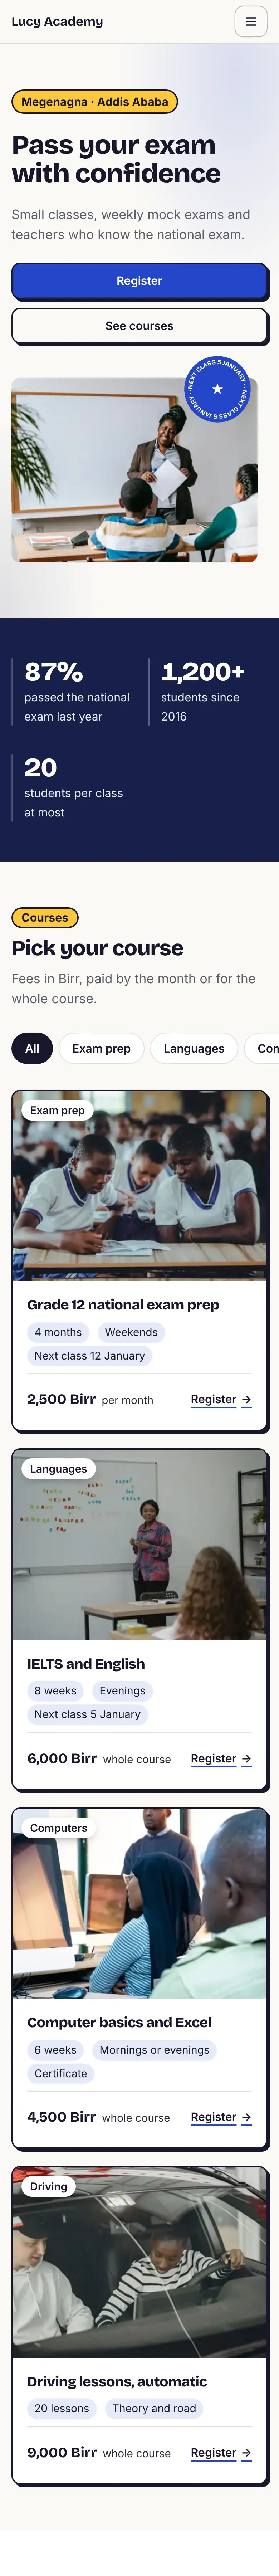 Lucy Academy
Megenagna · Addis Ababa
Pass your exam
with confidence
Small classes, weekly mock exams and
teachers who know the national exam.
Register
See courses
NEXT CLASS 5 JANUARY · NEXT CLASS 5 JANUARY ·
87%
passed the national
exam last year
1,200+
students since
2016
20
students per class
at most
Courses
Pick your course
Fees in Birr, paid by the month or for the
whole course.
All
Exam prep
Languages
Com
Exam prep
Grade 12 national exam prep
4 months
Weekends
Next class 12 January
2,500 Birr per month
Register →
Languages
IELTS and English
8 weeks
Evenings
Next class 5 January
6,000 Birr whole course
Register →
Computers
Computer basics and Excel
6 weeks
Mornings or evenings
Certificate
4,500 Birr whole course
Register →
Driving
Driving lessons, automatic
20 lessons
Theory and road
9,000 Birr whole course
Register →